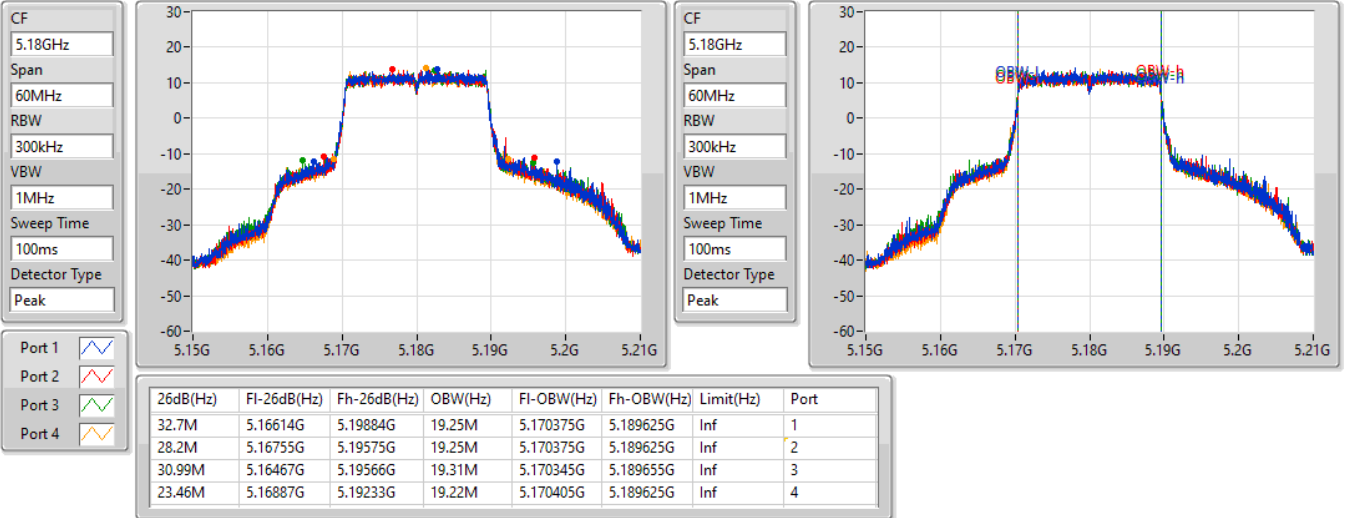 CF
5.18GHz
Span
60MHz
RBW
300kHz
VBW
1MHz
Sweep Time
100ms
Detector Type
Peak
30
20
10
0
-10
-20
-30
-40
-50
-60
5.15G 5.16G 5.17G 5.18G 5.19G 5.2G 5.21G
CF
5.18GHz
Span
60MHz
RBW
300kHz
VBW
1MHz
Sweep Time
100ms
Detector Type
Peak
30
20
10
0
-10
-20
-30
-40
-50
-60
OBW-h
5.15G 5.16G 5.17G 5.18G 5.19G 5.2G 5.21G
Port 1
Port 2
Port 3
Port 4
26dB(Hz) Fl-26dB(Hz) Fh-26dB(Hz) OBW(Hz) Fl-OBW(Hz) Fh-OBW(Hz) Limit(Hz) Port
32.7M 5.16614G 5.19884G 19.25M 5.170375G 5.189625G Inf 1
28.2M 5.16755G 5.19575G 19.25M 5.170375G 5.189625G Inf 2
30.99M 5.16467G 5.19566G 19.31M 5.170345G 5.189655G Inf 3
23.46M 5.16887G 5.19233G 19.22M 5.170405G 5.189625G Inf 4